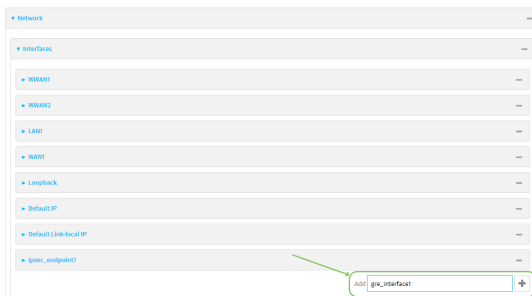 Network
Interfaces
WWAN1
WWAN2
LAN1
WAN1
Loopback
Default IP
Default Link-local IP
ipsec_endpoint1
Add gre_interface1